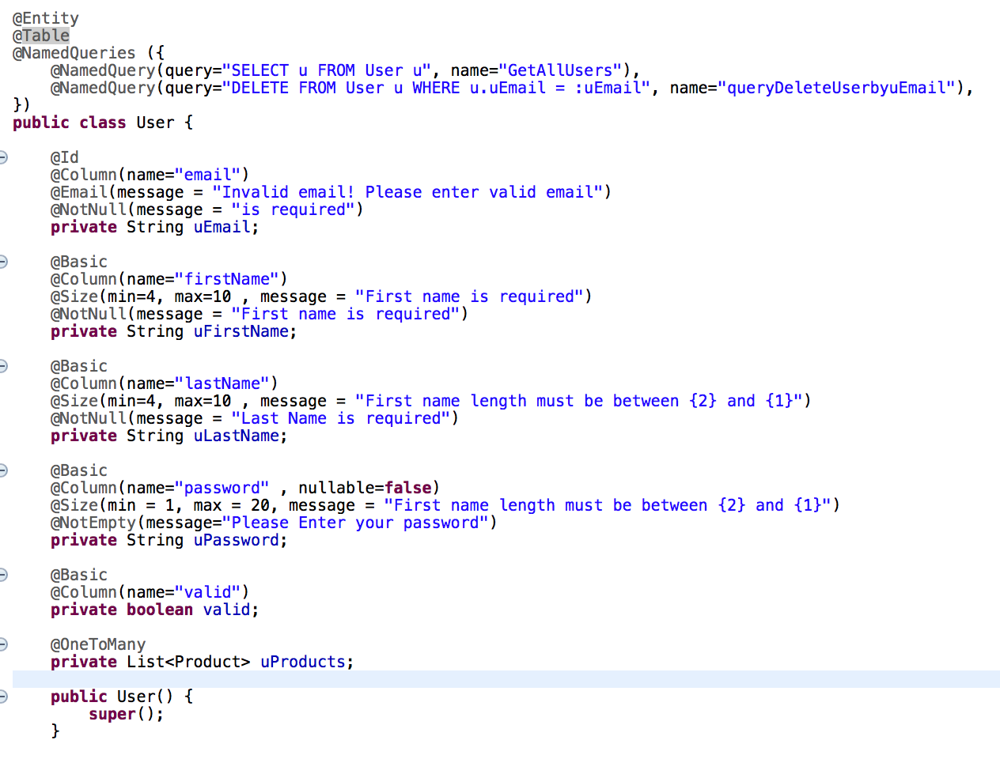 @Entity
@Table
@NamedQueries ({
    @NamedQuery(query="SELECT u FROM User u", name="GetAllUsers"),
    @NamedQuery(query="DELETE FROM User u WHERE u.uEmail = :uEmail", name="queryDeleteUserbyuEmail"),
})
public class User {

    @Id
    @Column(name="email")
    @Email(message = "Invalid email! Please enter valid email")
    @NotNull(message = "is required")
    private String uEmail;

    @Basic
    @Column(name="firstName")
    @Size(min=4, max=10 , message = "First name is required")
    @NotNull(message = "First name is required")
    private String uFirstName;

    @Basic
    @Column(name="lastName")
    @Size(min=4, max=10 , message = "First name length must be between {2} and {1}")
    @NotNull(message = "Last Name is required")
    private String uLastName;

    @Basic
    @Column(name="password" , nullable=false)
    @Size(min = 1, max = 20, message = "First name length must be between {2} and {1}")
    @NotEmpty(message="Please Enter your password")
    private String uPassword;

    @Basic
    @Column(name="valid")
    private boolean valid;

    @OneToMany
    private List<Product> uProducts;

    public User() {
        super();
    }